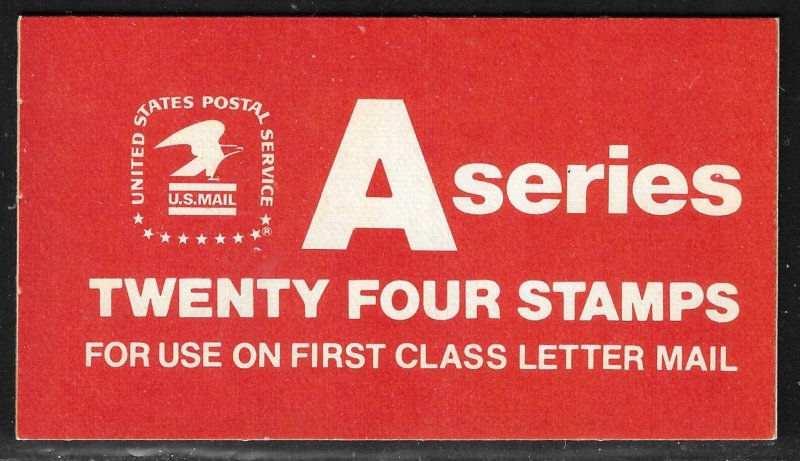 UNITED STATES POSTAL SERVICE
U.S.MAIL
®
A series
TWENTY FOUR STAMPS
FOR USE ON FIRST CLASS LETTER MAIL